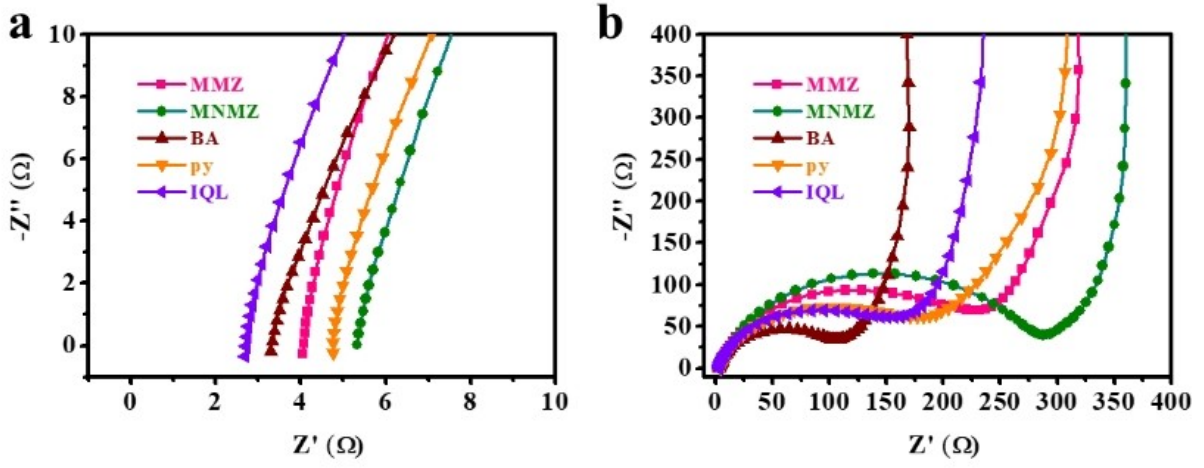 a
10
8
6
4
2
0
-Z'' (Ω)
MMZ
MNMZ
BA
py
IQL
0 2 4 6 8 10
Z' (Ω)
b
400
350
300
250
200
150
100
50
0
-Z'' (Ω)
MMZ
MNMZ
BA
py
IQL
0 50 100 150 200 250 300 350 400
Z' (Ω)